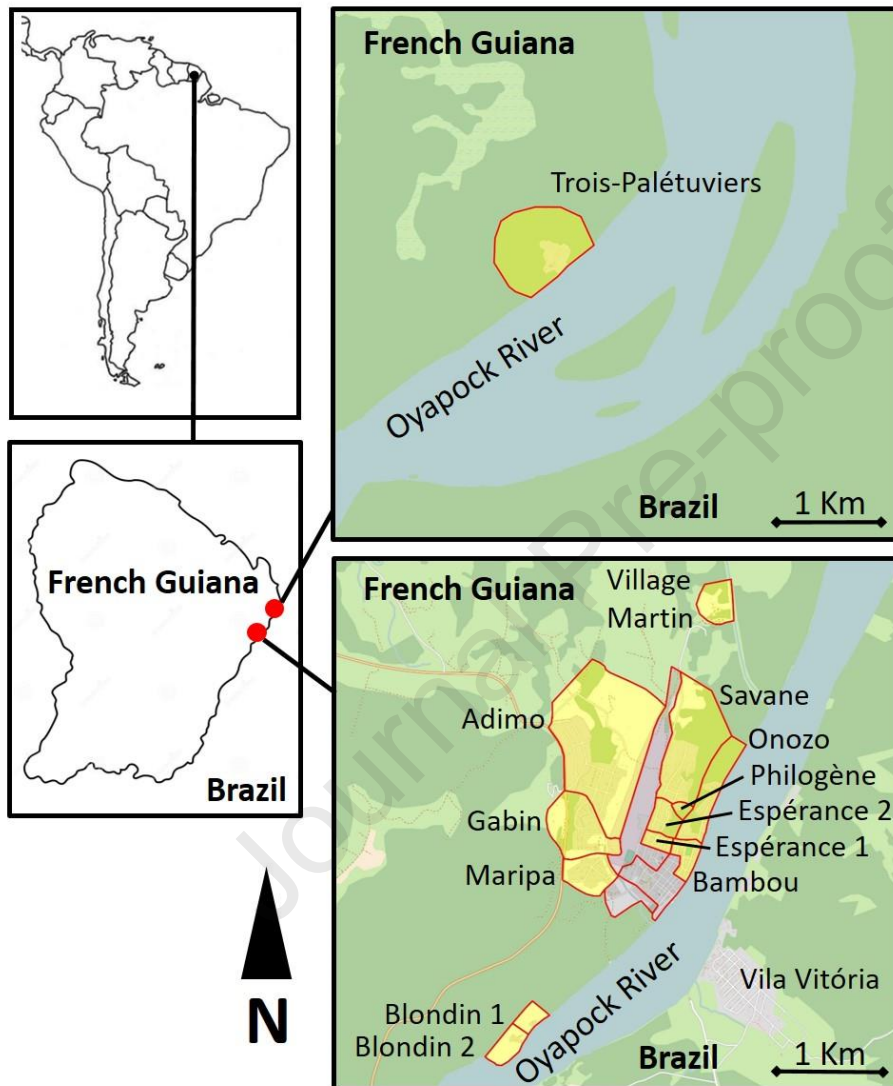 French Guiana
Trois-Palétuviers
Oyapock River
Brazil
1 Km
French Guiana
Brazil
French Guiana
Village
Martin
Adimo
Savane
Onozo
Philogène
Gabin
Espérance 2
Espérance 1
Maripa
Bambou
Vila Vitória
Blondin 1
Blondin 2
Oyapock River
Brazil
1 Km
N
Journal Pre-proof